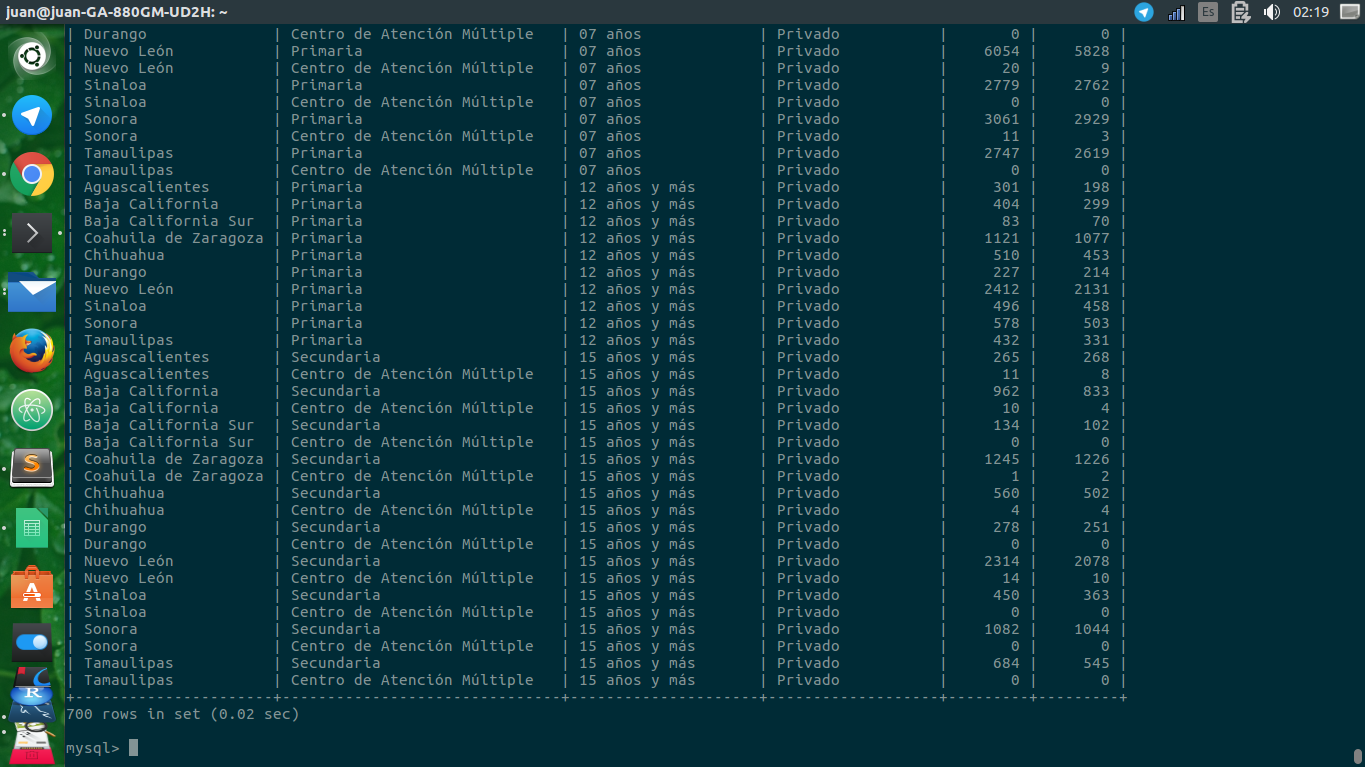 juan@juan-GA-880GM-UD2H: ~ Es 02:19
| Durango | Centro de Atención Múltiple | 07 años | Privado | 0 | 0 |
| Nuevo León | Primaria | 07 años | Privado | 6054 | 5828 |
| Nuevo León | Centro de Atención Múltiple | 07 años | Privado | 20 | 9 |
| Sinaloa | Primaria | 07 años | Privado | 2779 | 2762 |
| Sinaloa | Centro de Atención Múltiple | 07 años | Privado | 0 | 0 |
| Sonora | Primaria | 07 años | Privado | 3061 | 2929 |
| Sonora | Centro de Atención Múltiple | 07 años | Privado | 11 | 3 |
| Tamaulipas | Primaria | 07 años | Privado | 2747 | 2619 |
| Tamaulipas | Centro de Atención Múltiple | 07 años | Privado | 0 | 0 |
| Aguascalientes | Primaria | 12 años y más | Privado | 301 | 198 |
| Baja California | Primaria | 12 años y más | Privado | 404 | 299 |
| Baja California Sur | Primaria | 12 años y más | Privado | 83 | 70 |
| Coahuila de Zaragoza | Primaria | 12 años y más | Privado | 1121 | 1077 |
| Chihuahua | Primaria | 12 años y más | Privado | 510 | 453 |
| Durango | Primaria | 12 años y más | Privado | 227 | 214 |
| Nuevo León | Primaria | 12 años y más | Privado | 2412 | 2131 |
| Sinaloa | Primaria | 12 años y más | Privado | 496 | 458 |
| Sonora | Primaria | 12 años y más | Privado | 578 | 503 |
| Tamaulipas | Primaria | 12 años y más | Privado | 432 | 331 |
| Aguascalientes | Secundaria | 15 años y más | Privado | 265 | 268 |
| Aguascalientes | Centro de Atención Múltiple | 15 años y más | Privado | 11 | 8 |
| Baja California | Secundaria | 15 años y más | Privado | 962 | 833 |
| Baja California | Centro de Atención Múltiple | 15 años y más | Privado | 10 | 4 |
| Baja California Sur | Secundaria | 15 años y más | Privado | 134 | 102 |
| Baja California Sur | Centro de Atención Múltiple | 15 años y más | Privado | 0 | 0 |
| Coahuila de Zaragoza | Secundaria | 15 años y más | Privado | 1245 | 1226 |
| Coahuila de Zaragoza | Centro de Atención Múltiple | 15 años y más | Privado | 1 | 2 |
| Chihuahua | Secundaria | 15 años y más | Privado | 560 | 502 |
| Chihuahua | Centro de Atención Múltiple | 15 años y más | Privado | 4 | 4 |
| Durango | Secundaria | 15 años y más | Privado | 278 | 251 |
| Durango | Centro de Atención Múltiple | 15 años y más | Privado | 0 | 0 |
| Nuevo León | Secundaria | 15 años y más | Privado | 2314 | 2078 |
| Nuevo León | Centro de Atención Múltiple | 15 años y más | Privado | 14 | 10 |
| Sinaloa | Secundaria | 15 años y más | Privado | 450 | 363 |
| Sinaloa | Centro de Atención Múltiple | 15 años y más | Privado | 0 | 0 |
| Sonora | Secundaria | 15 años y más | Privado | 1082 | 1044 |
| Sonora | Centro de Atención Múltiple | 15 años y más | Privado | 0 | 0 |
| Tamaulipas | Secundaria | 15 años y más | Privado | 684 | 545 |
| Tamaulipas | Centro de Atención Múltiple | 15 años y más | Privado | 0 | 0 |
+----------------------+-------------------------------+---------------------+-------------------+---------+---------+
700 rows in set (0.02 sec)
mysql>